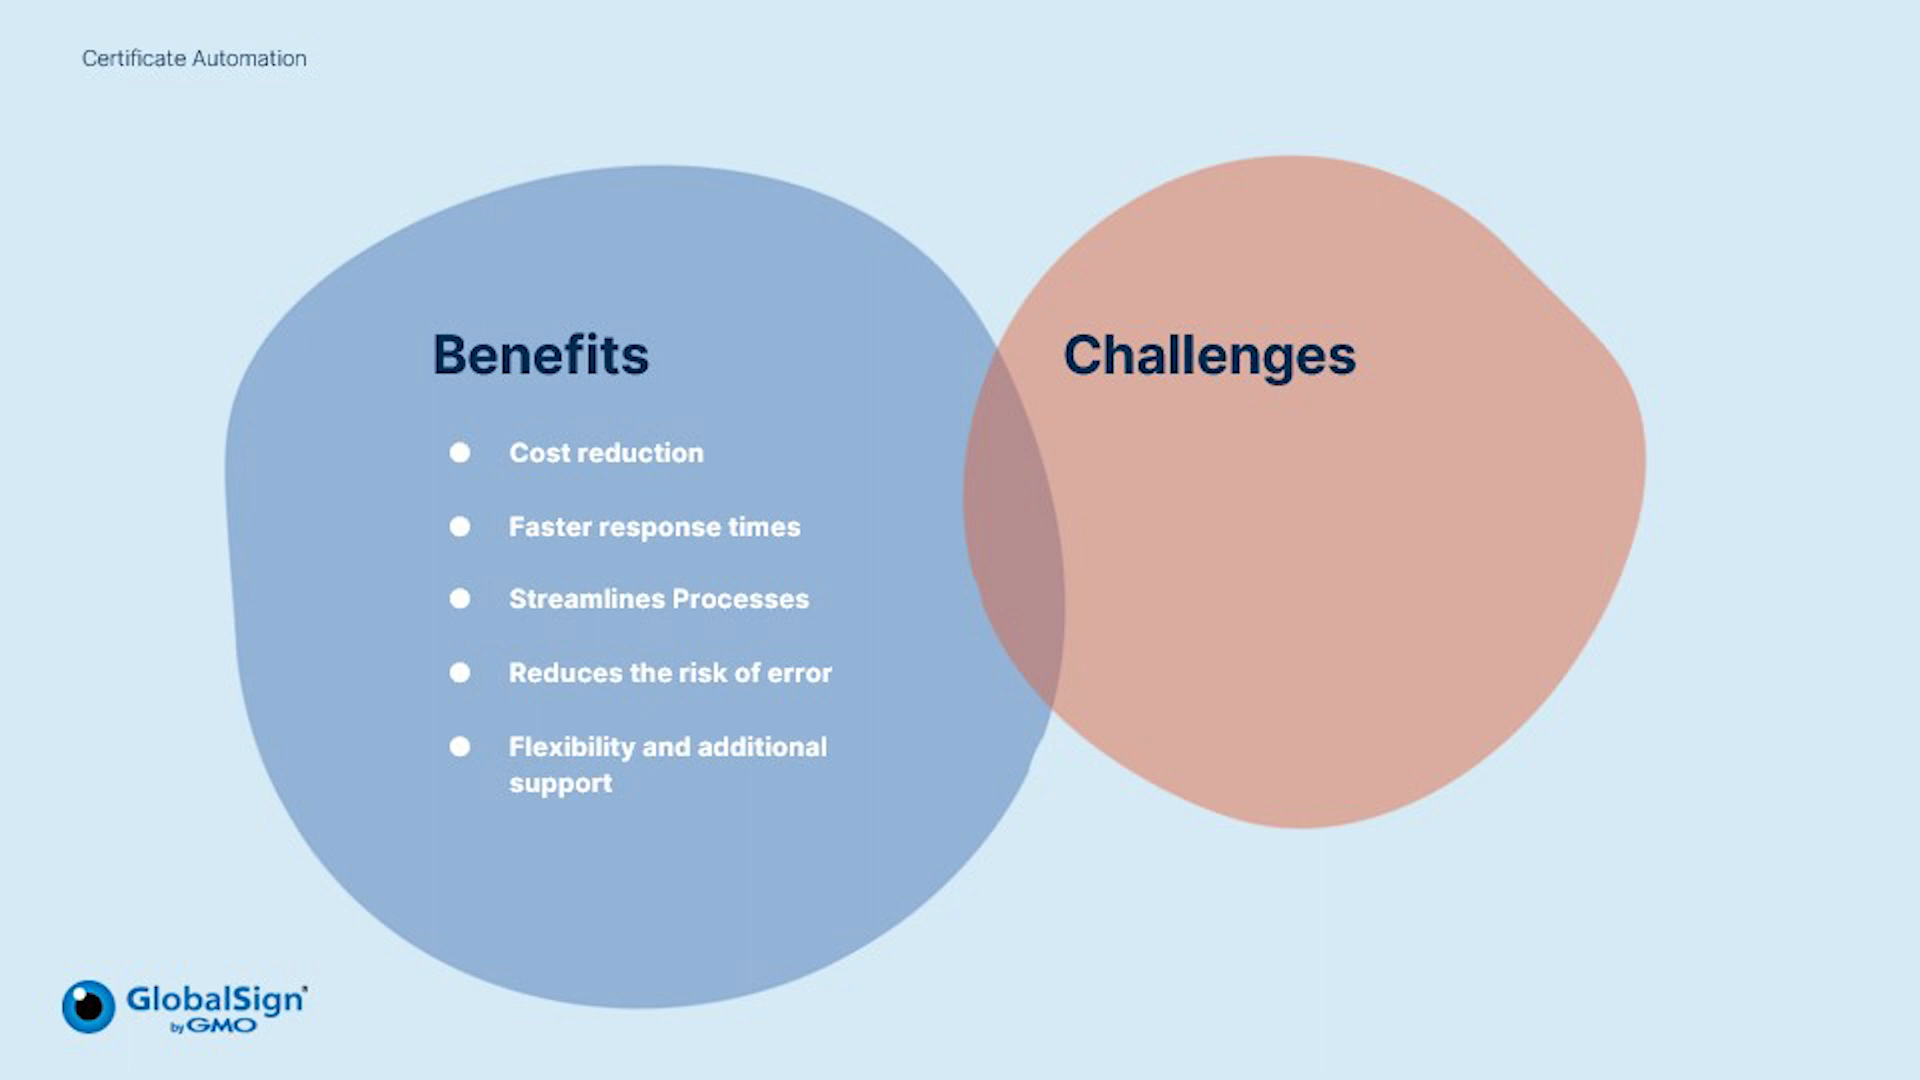 Certificate Automation
Benefits
Cost reduction
Faster response times
Streamlines Processes
Reduces the risk of error
Flexibility and additional
support
Challenges
GlobalSign
by GMO